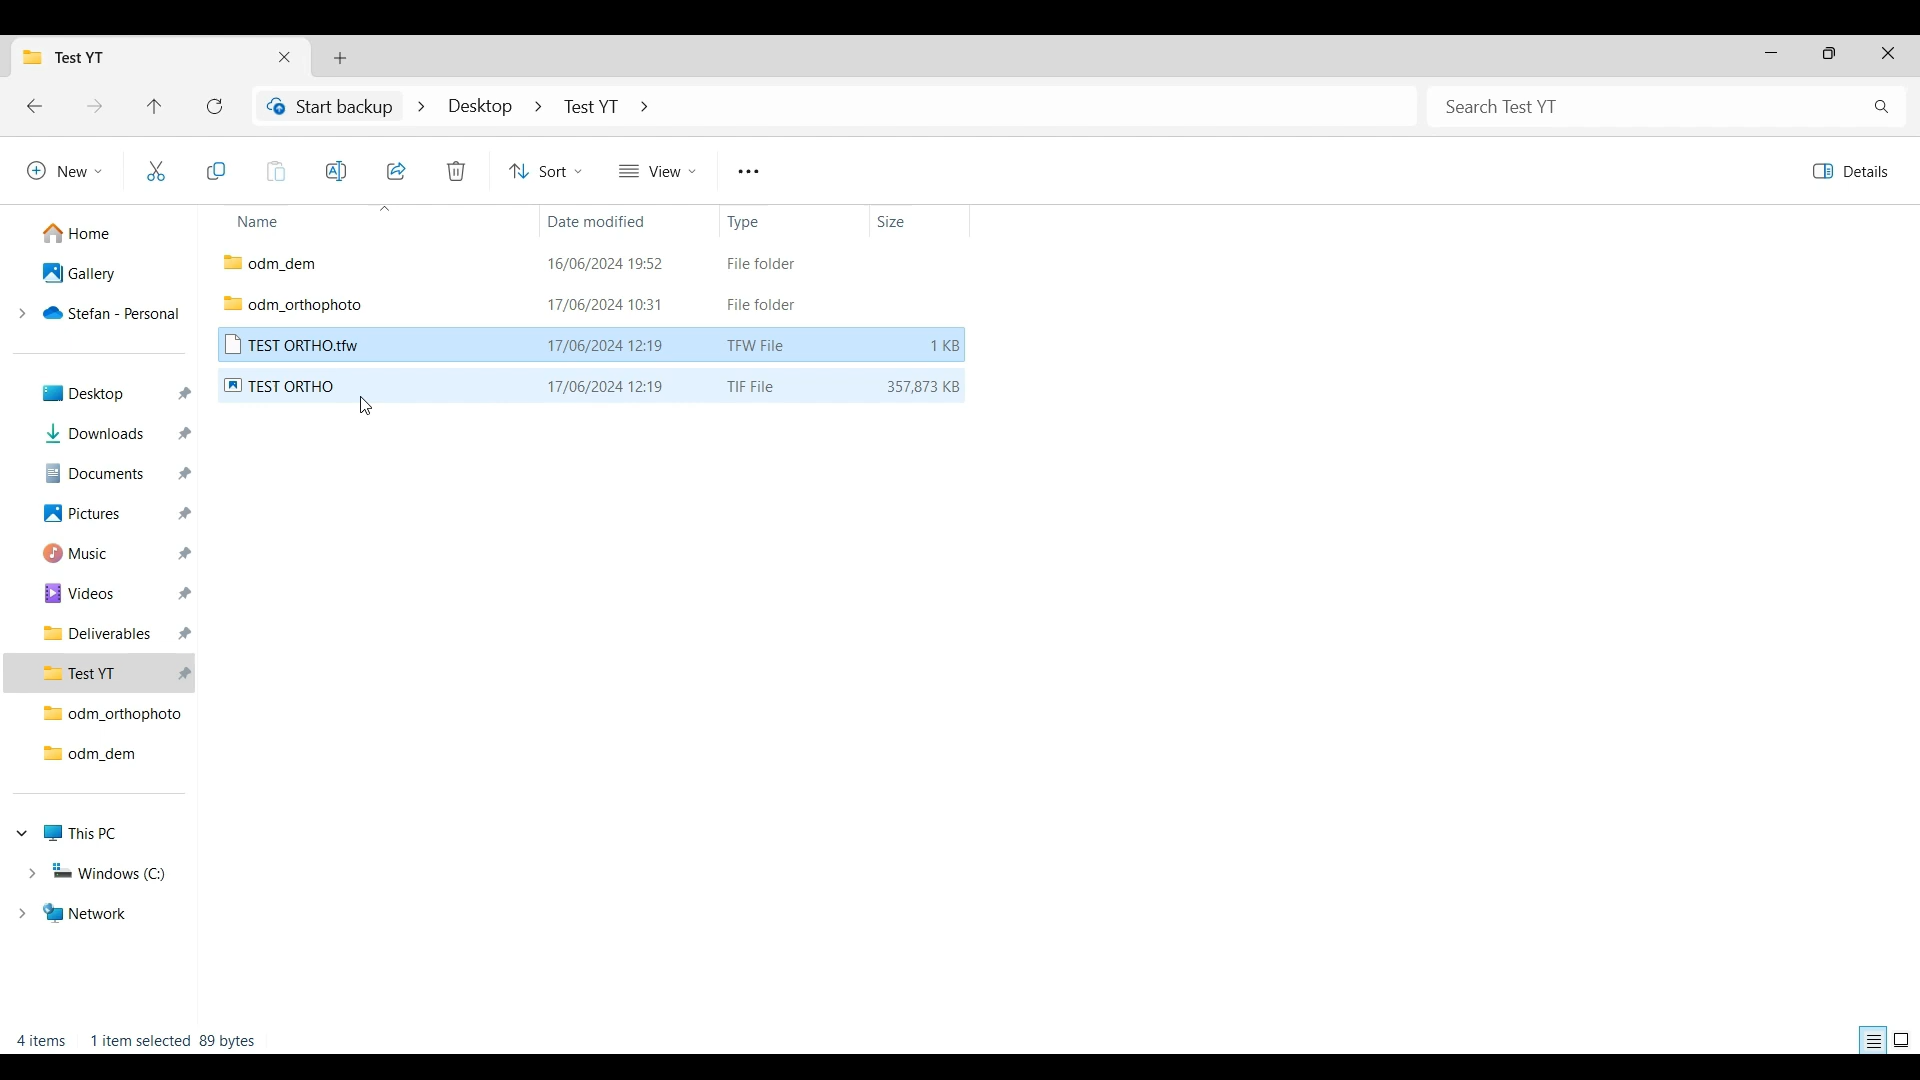 Test YT
Start backup > Desktop > Test YT >
Search Test YT
New
Sort
View
Details
Name Date modified Type Size
odm_dem 16/06/2024 19:52 File folder
odm_orthophoto 17/06/2024 10:31 File folder
TEST ORTHO.tfw 17/06/2024 12:19 TFW File 1 KB
TEST ORTHO 17/06/2024 12:19 TIF File 357,873 KB
Home
Gallery
Stefan - Personal
Desktop
Downloads
Documents
Pictures
Music
Videos
Deliverables
Test YT
odm_orthophoto
odm_dem
This PC
Windows (C:)
Network
4 items 1 item selected 89 bytes